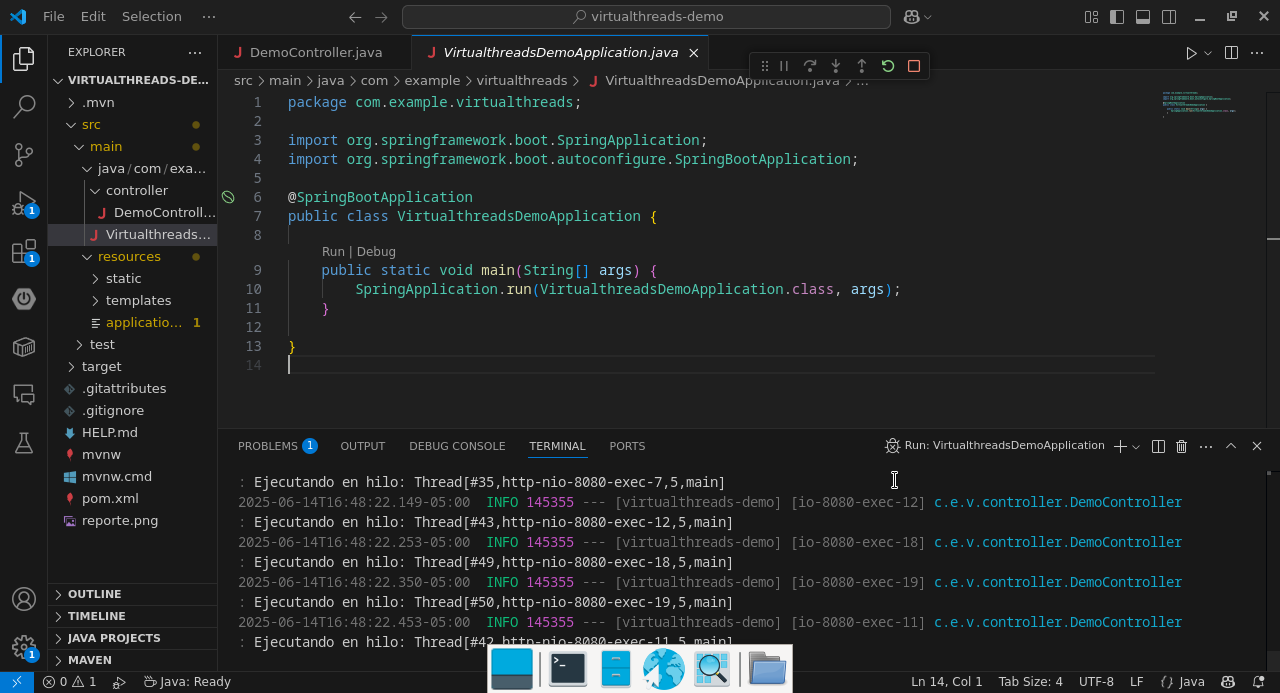 File Edit Selection ··· virtualthreads-demo
EXPLORER ···
DemoController.java VirtualthreadsDemoApplication.java
VIRTUALTHREADS-DE...
src > main > java > com > example > virtualthreads > VirtualthreadsDemoApplication.java > ...
.mvn
src
main
java/com/exa...
controller
DemoControll...
Virtualthreads...
resources
static
templates
applicatio... 1
test
target
.gitattributes
.gitignore
HELP.md
mvnw
mvnw.cmd
pom.xml
reporte.png
OUTLINE
TIMELINE
JAVA PROJECTS
MAVEN
1
1
1
1 package com.example.virtualthreads;
2
3 import org.springframework.boot.SpringApplication;
4 import org.springframework.boot.autoconfigure.SpringBootApplication;
5
6 @SpringBootApplication
7 public class VirtualthreadsDemoApplication {
8
Run | Debug
9 public static void main(String[] args) {
10 SpringApplication.run(VirtualthreadsDemoApplication.class, args);
11 }
12
13 }
14
PROBLEMS 1 OUTPUT DEBUG CONSOLE TERMINAL PORTS Run: VirtualthreadsDemoApplication
: Ejecutando en hilo: Thread[#35,http-nio-8080-exec-7,5,main]
2025-06-14T16:48:22.149-05:00 INFO 145355 --- [virtualthreads-demo] [io-8080-exec-12] c.e.v.controller.DemoController
: Ejecutando en hilo: Thread[#43,http-nio-8080-exec-12,5,main]
2025-06-14T16:48:22.253-05:00 INFO 145355 --- [virtualthreads-demo] [io-8080-exec-18] c.e.v.controller.DemoController
: Ejecutando en hilo: Thread[#49,http-nio-8080-exec-18,5,main]
2025-06-14T16:48:22.350-05:00 INFO 145355 --- [virtualthreads-demo] [io-8080-exec-19] c.e.v.controller.DemoController
: Ejecutando en hilo: Thread[#50,http-nio-8080-exec-19,5,main]
2025-06-14T16:48:22.453-05:00 INFO 145355 --- [virtualthreads-demo] [io-8080-exec-11] c.e.v.controller.DemoController
: Ejecutando en hilo: Thread[#42,http-nio-8080-exec-11,5,main]
0 1 Java: Ready Ln 14, Col 1 Tab Size: 4 UTF-8 LF {} Java